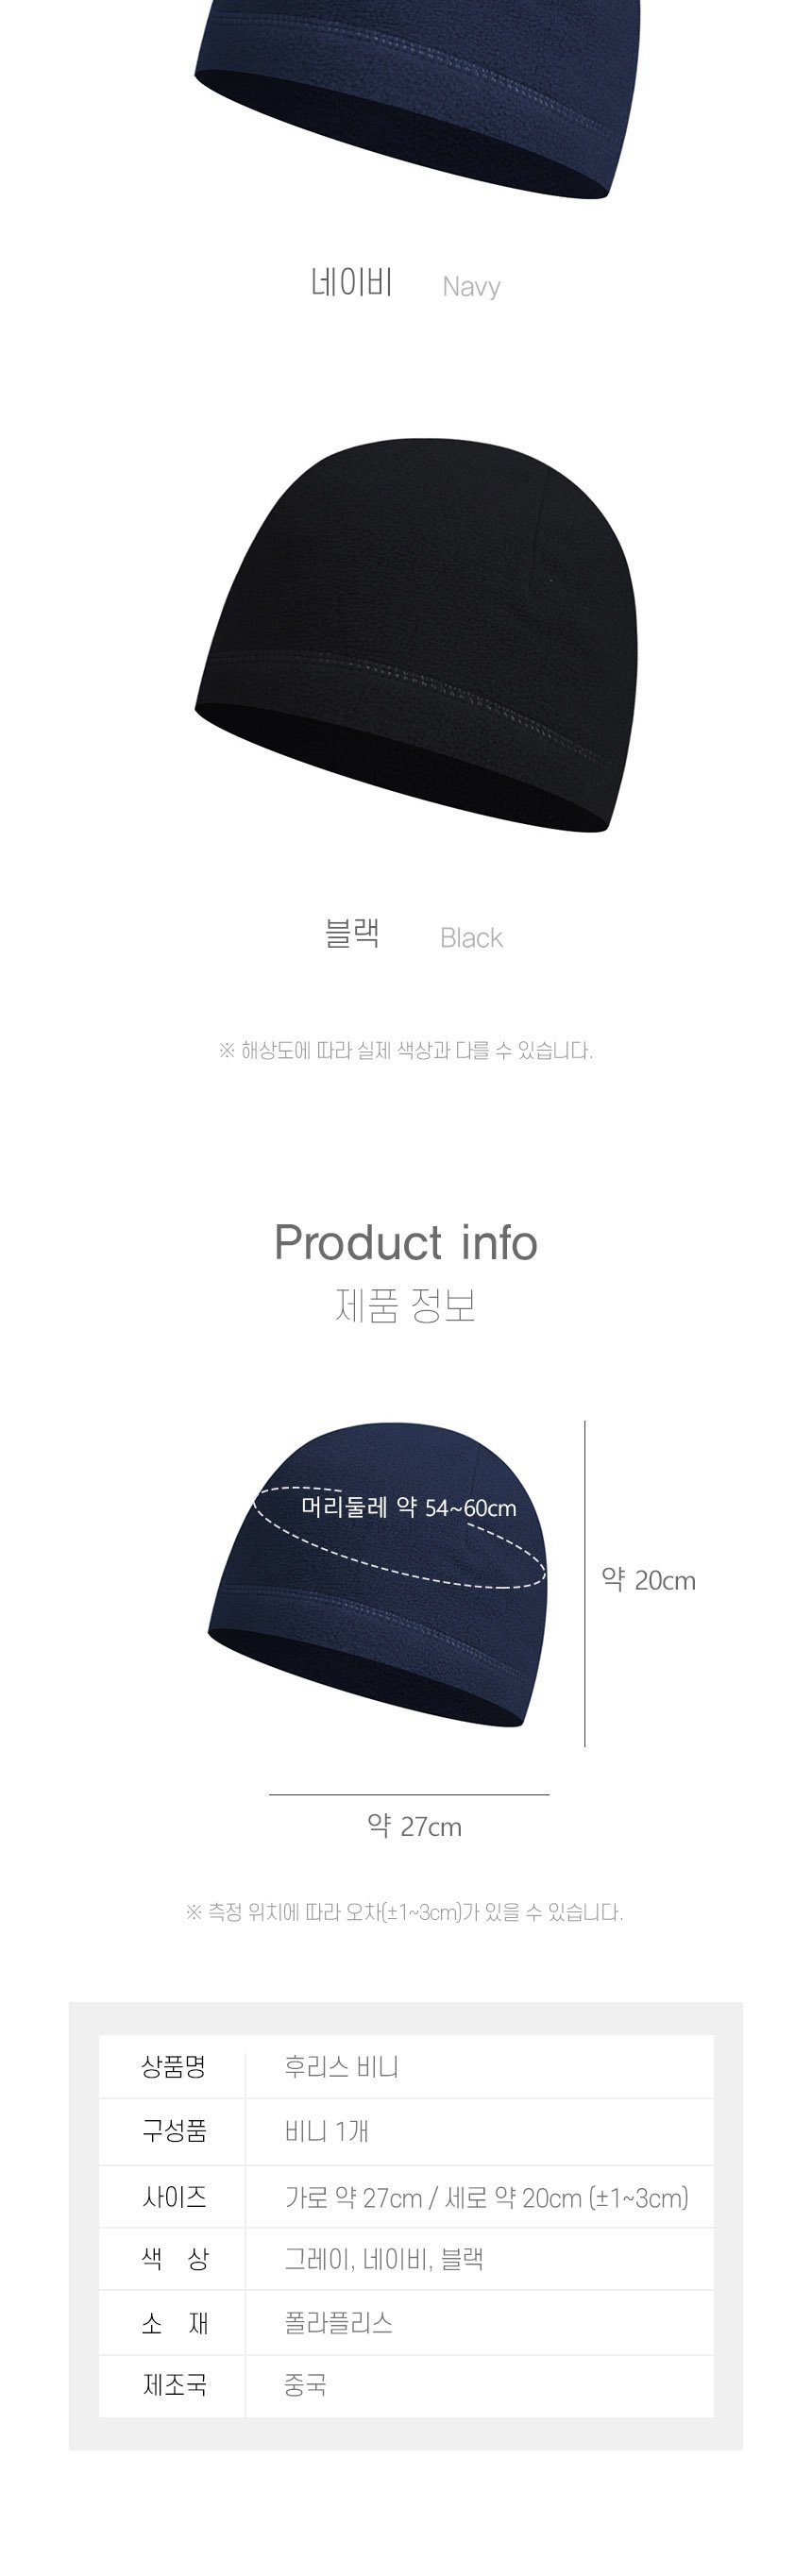 네이비 Navy
블랙 Black
※ 해상도에 따라 실제 색상과 다를 수 있습니다.
Product info
제품 정보
머리둘레 약 54~60cm
약 20cm
약 27cm
※ 측정 위치에 따라 오차(±1~3cm)가 있을 수 있습니다.
상품명 후리스 비니
구성품 비니 1개
사이즈 가로 약 27cm / 세로 약 20cm (±1~3cm)
색 상 그레이, 네이비, 블랙
소 재 폴라플리스
제조국 중국